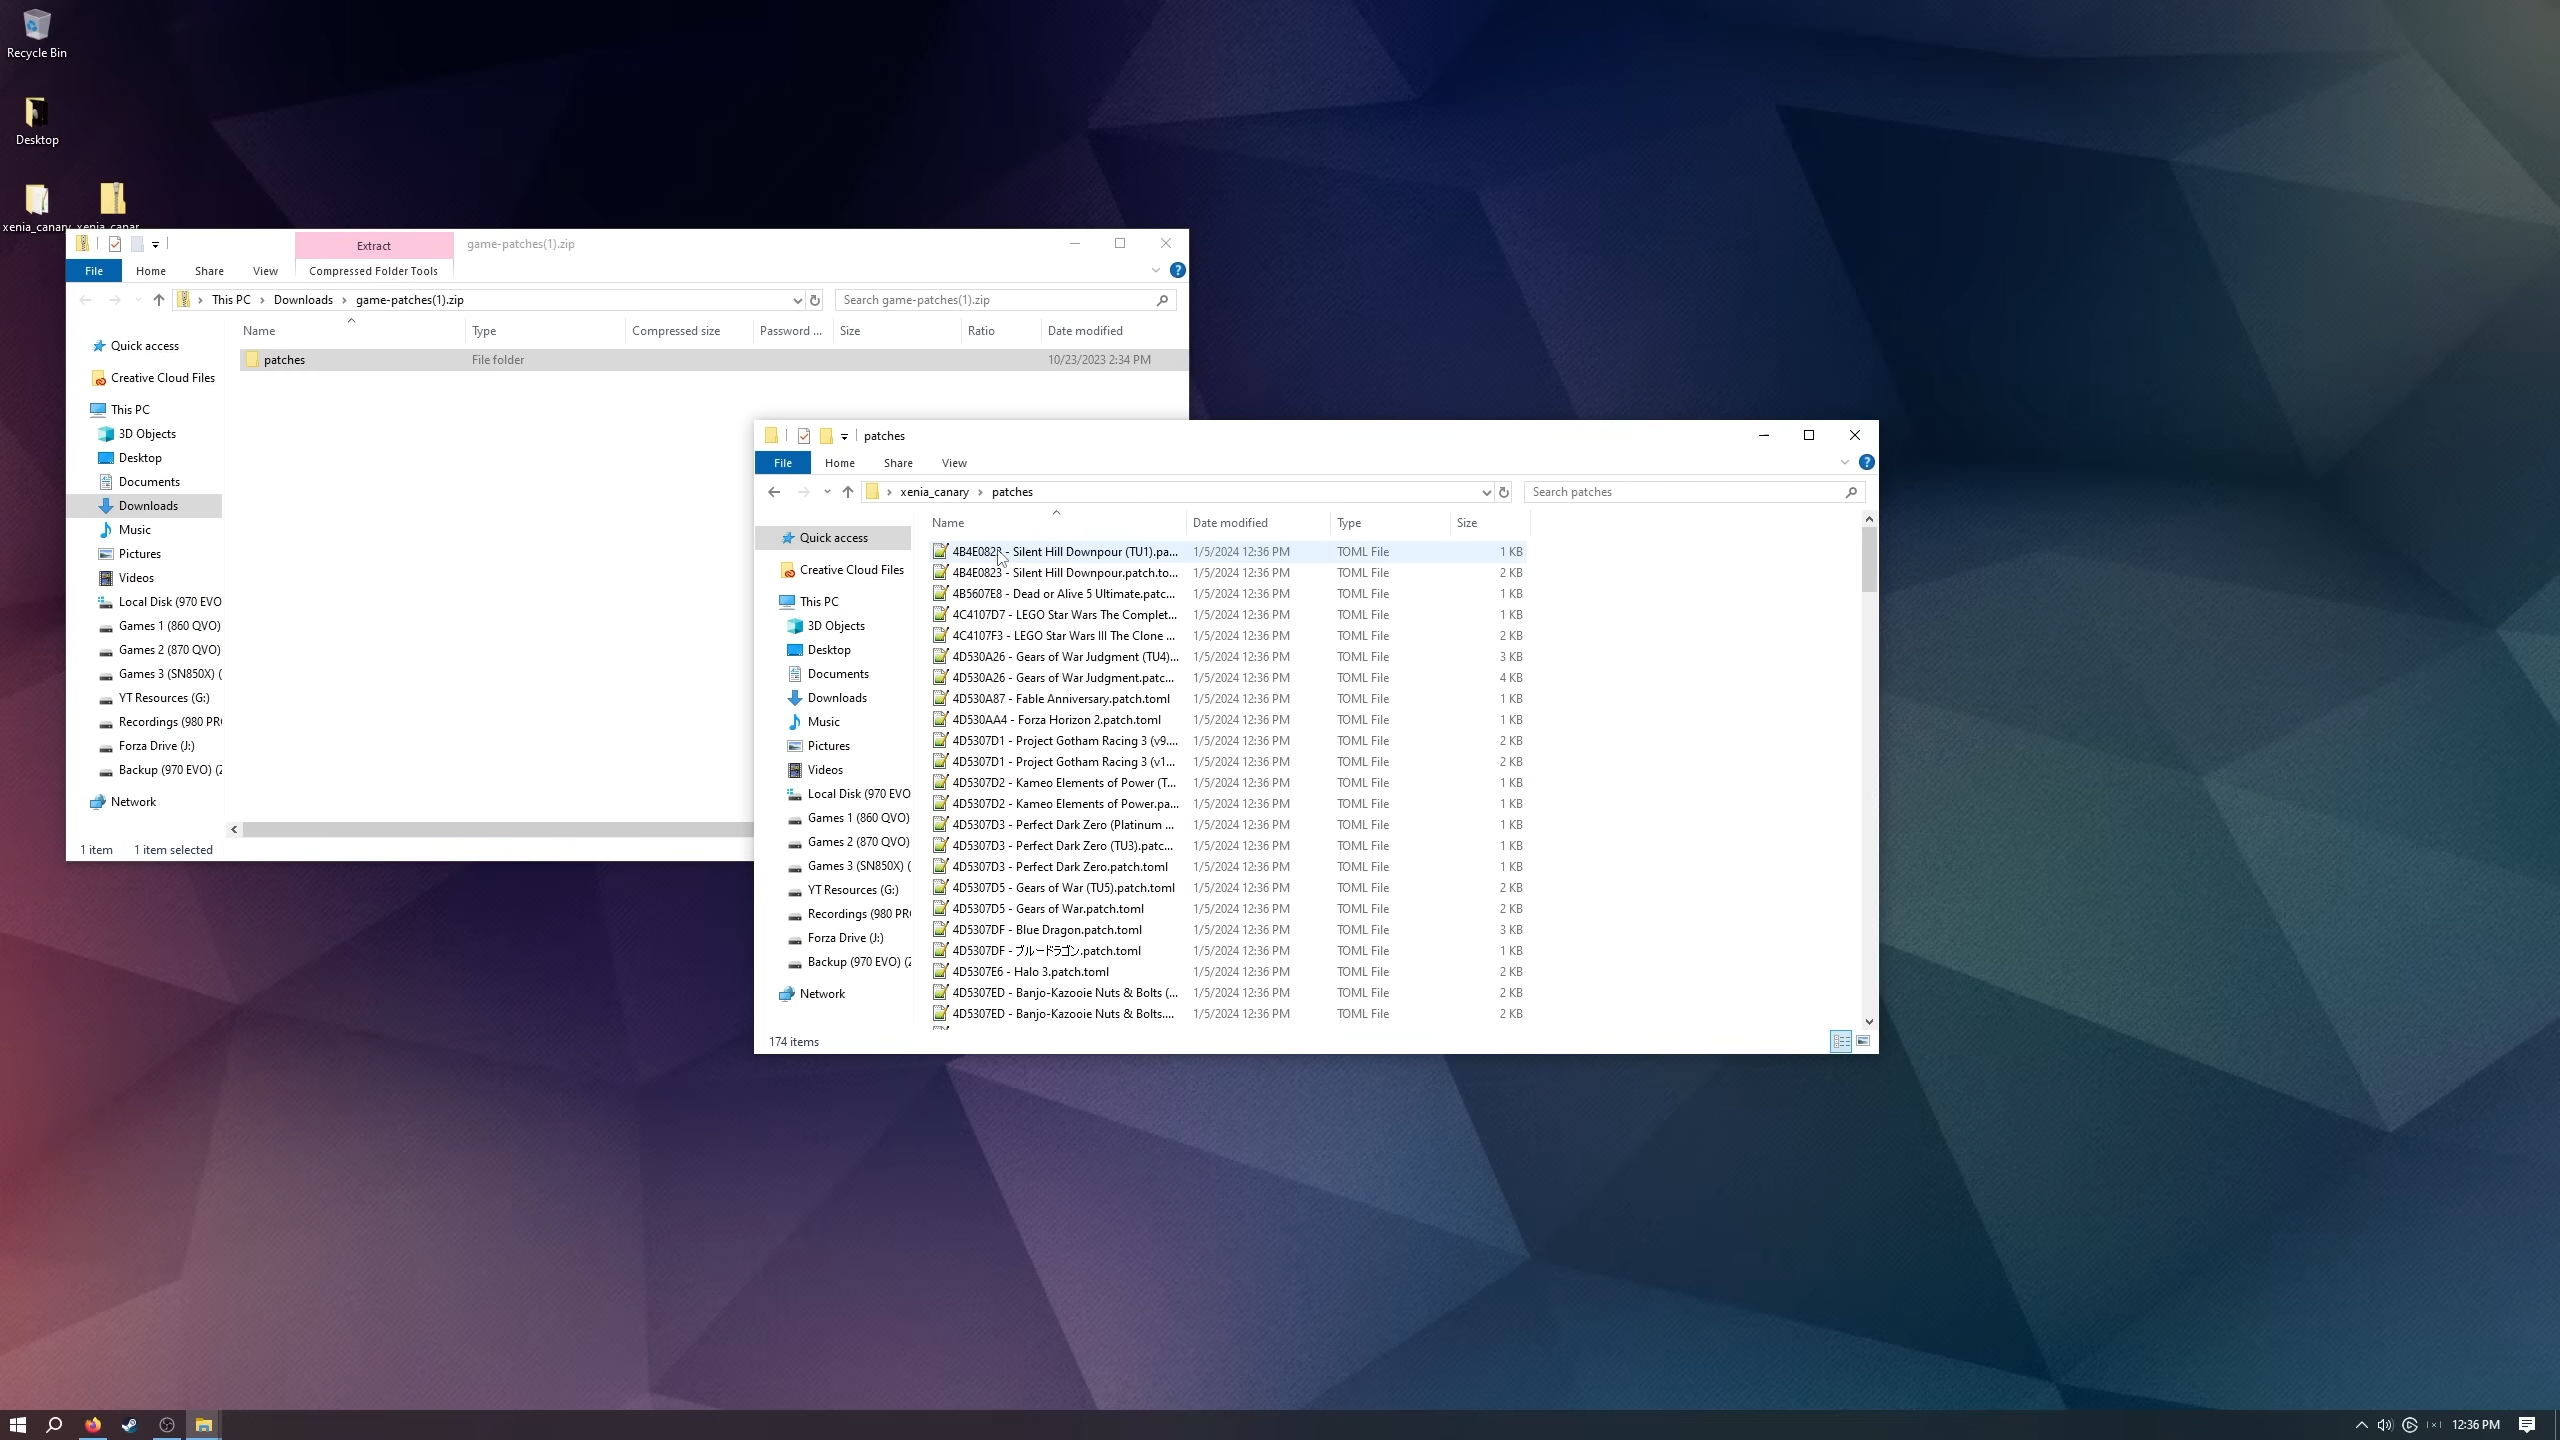 Recycle Bin
Desktop
xenia_canary
xenia_canar
Extract
game-patches(1).zip
File
Home
Share
View
Compressed Folder Tools
This PC
Downloads
game-patches(1).zip
Search game-patches(1).zip
Name
Type
Compressed size
Password ...
Size
Ratio
Date modified
patches
File folder
10/23/2023 2:34 PM
Quick access
Creative Cloud Files
This PC
3D Objects
Desktop
Documents
Downloads
Music
Pictures
Videos
Local Disk (970 EVO
Games 1 (860 QVO)
Games 2 (870 QVO)
Games 3 (SN850X) (
YT Resources (G:)
Recordings (980 PR
Forza Drive (J:)
Backup (970 EVO) (Z
Network
1 item
1 item selected
patches
File
Home
Share
View
xenia_canary
patches
Search patches
Name
Date modified
Type
Size
Quick access
Creative Cloud Files
This PC
3D Objects
Desktop
Documents
Downloads
Music
Pictures
Videos
Local Disk (970 EVO
Games 1 (860 QVO)
Games 2 (870 QVO)
Games 3 (SN850X) (
YT Resources (G:)
Recordings (980 PR
Forza Drive (J:)
Backup (970 EVO) (Z
Network
4B4E0823 - Silent Hill Downpour (TU1).pa... 1/5/2024 12:36 PM TOML File 1 KB
4B4E0823 - Silent Hill Downpour.patch.to... 1/5/2024 12:36 PM TOML File 2 KB
4B5607E8 - Dead or Alive 5 Ultimate.patc... 1/5/2024 12:36 PM TOML File 1 KB
4C4107D7 - LEGO Star Wars The Complet... 1/5/2024 12:36 PM TOML File 1 KB
4C4107F3 - LEGO Star Wars III The Clone ... 1/5/2024 12:36 PM TOML File 2 KB
4D530A26 - Gears of War Judgment (TU4)... 1/5/2024 12:36 PM TOML File 3 KB
4D530A26 - Gears of War Judgment.patc... 1/5/2024 12:36 PM TOML File 4 KB
4D530A87 - Fable Anniversary.patch.toml 1/5/2024 12:36 PM TOML File 1 KB
4D530AA4 - Forza Horizon 2.patch.toml 1/5/2024 12:36 PM TOML File 1 KB
4D5307D1 - Project Gotham Racing 3 (v9.... 1/5/2024 12:36 PM TOML File 2 KB
4D5307D1 - Project Gotham Racing 3 (v1... 1/5/2024 12:36 PM TOML File 2 KB
4D5307D2 - Kameo Elements of Power (T... 1/5/2024 12:36 PM TOML File 1 KB
4D5307D2 - Kameo Elements of Power.pa... 1/5/2024 12:36 PM TOML File 1 KB
4D5307D3 - Perfect Dark Zero (Platinum ... 1/5/2024 12:36 PM TOML File 1 KB
4D5307D3 - Perfect Dark Zero (TU3).patc... 1/5/2024 12:36 PM TOML File 1 KB
4D5307D3 - Perfect Dark Zero.patch.toml 1/5/2024 12:36 PM TOML File 1 KB
4D5307D5 - Gears of War (TU5).patch.toml 1/5/2024 12:36 PM TOML File 2 KB
4D5307D5 - Gears of War.patch.toml 1/5/2024 12:36 PM TOML File 2 KB
4D5307DF - Blue Dragon.patch.toml 1/5/2024 12:36 PM TOML File 3 KB
4D5307DF - ブルードラゴン.patch.toml 1/5/2024 12:36 PM TOML File 1 KB
4D5307E6 - Halo 3.patch.toml 1/5/2024 12:36 PM TOML File 2 KB
4D5307ED - Banjo-Kazooie Nuts & Bolts (... 1/5/2024 12:36 PM TOML File 2 KB
4D5307ED - Banjo-Kazooie Nuts & Bolts.... 1/5/2024 12:36 PM TOML File 2 KB
174 items
12:36 PM